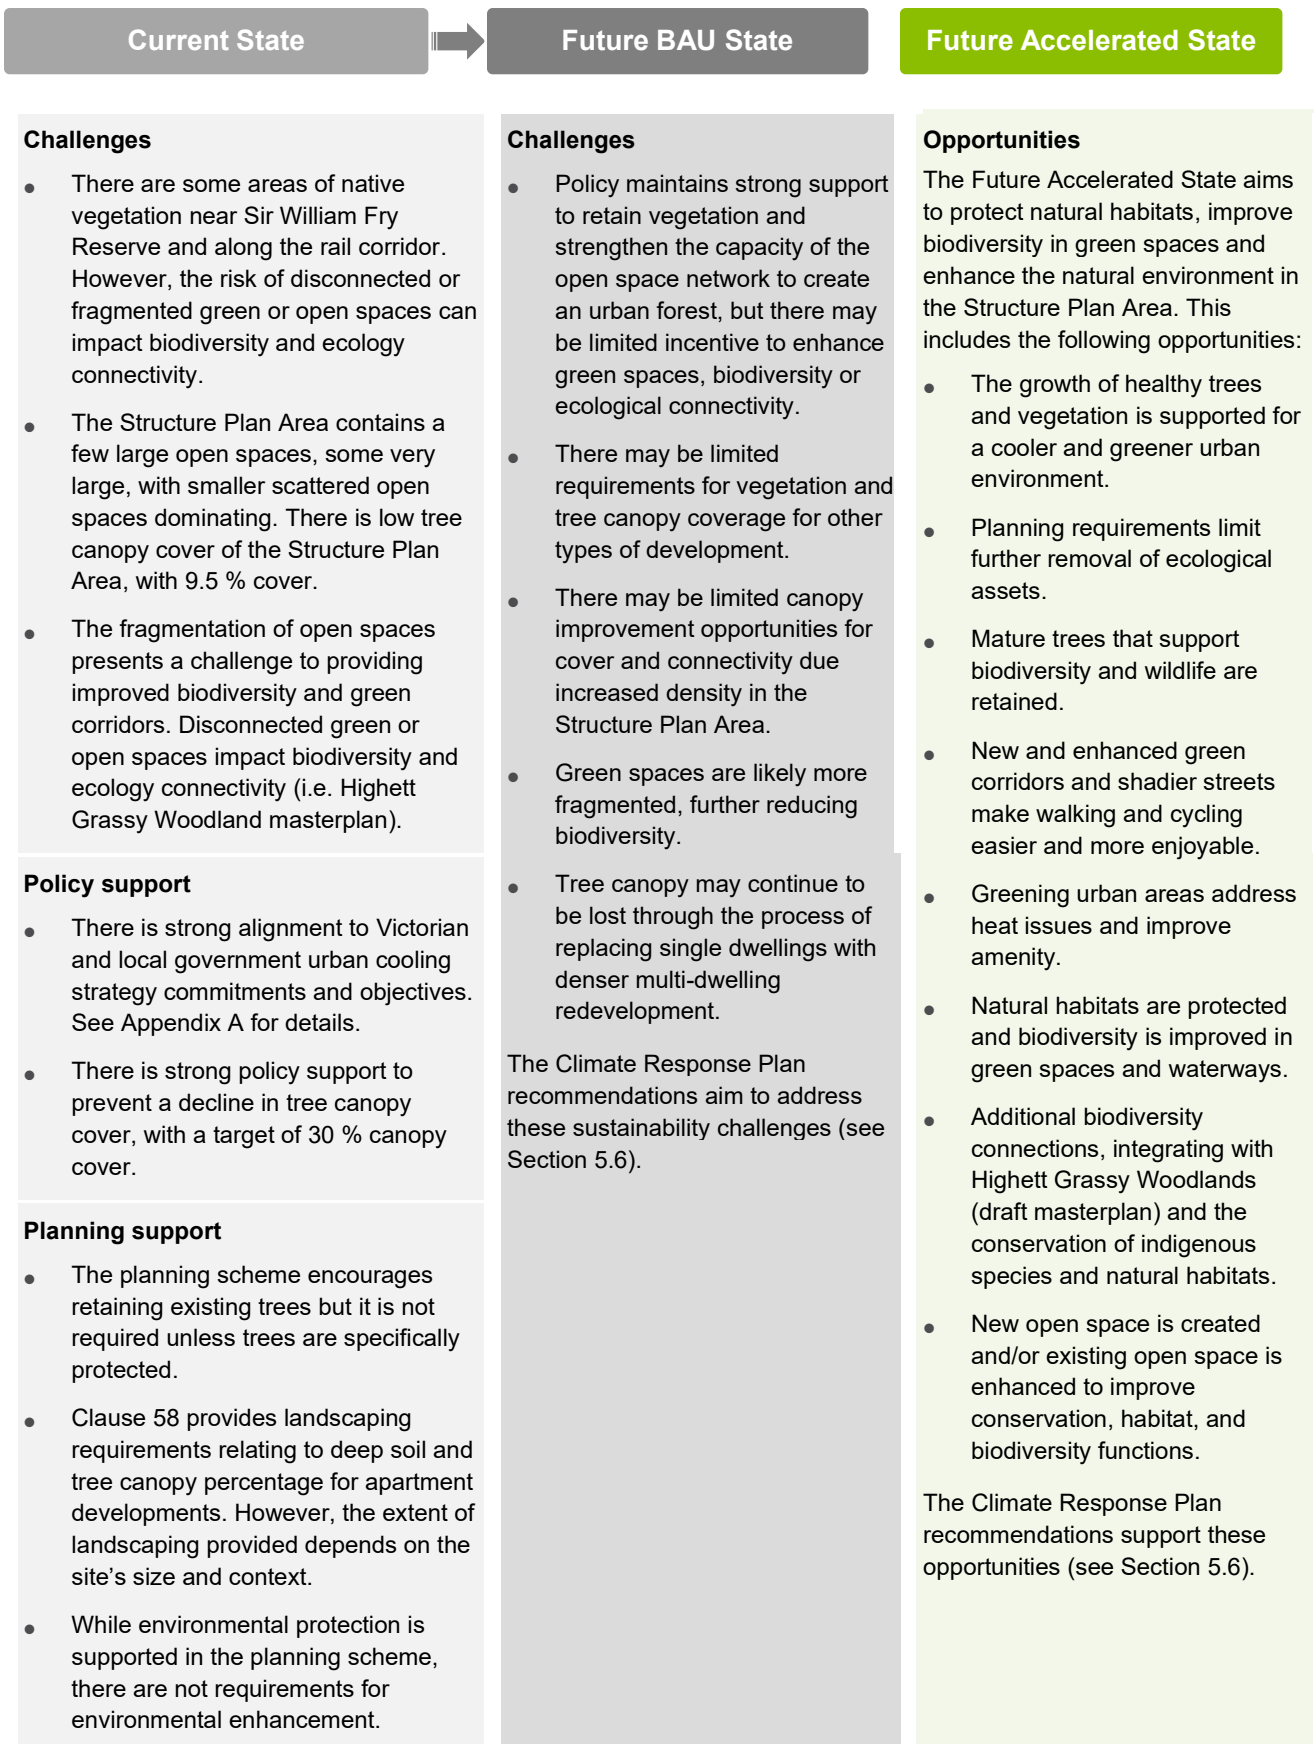 Current State
Future BAU State
Future Accelerated State
Challenges
• There are some areas of native
vegetation near Sir William Fry
Reserve and along the rail corridor.
However, the risk of disconnected or
fragmented green or open spaces can
impact biodiversity and ecology
connectivity.
• The Structure Plan Area contains a
few large open spaces, some very
large, with smaller scattered open
spaces dominating. There is low tree
canopy cover of the Structure Plan
Area, with 9.5 % cover.
• The fragmentation of open spaces
presents a challenge to providing
improved biodiversity and green
corridors. Disconnected green or
open spaces impact biodiversity and
ecology connectivity (i.e. Highett
Grassy Woodland masterplan).
Policy support
• There is strong alignment to Victorian
and local government urban cooling
strategy commitments and objectives.
See Appendix A for details.
• There is strong policy support to
prevent a decline in tree canopy
cover, with a target of 30 % canopy
cover.
Planning support
• The planning scheme encourages
retaining existing trees but it is not
required unless trees are specifically
protected.
• Clause 58 provides landscaping
requirements relating to deep soil and
tree canopy percentage for apartment
developments. However, the extent of
landscaping provided depends on the
site's size and context.
• While environmental protection is
supported in the planning scheme,
there are not requirements for
environmental enhancement.
Challenges
• Policy maintains strong support
to retain vegetation and
strengthen the capacity of the
open space network to create
an urban forest, but there may
be limited incentive to enhance
green spaces, biodiversity or
ecological connectivity.
• There may be limited
requirements for vegetation and
tree canopy coverage for other
types of development.
• There may be limited canopy
improvement opportunities for
cover and connectivity due
increased density in the
Structure Plan Area.
• Green spaces are likely more
fragmented, further reducing
biodiversity.
• Tree canopy may continue to
be lost through the process of
replacing single dwellings with
denser multi-dwelling
redevelopment.
The Climate Response Plan
recommendations aim to address
these sustainability challenges (see
Section 5.6).
Opportunities
The Future Accelerated State aims
to protect natural habitats, improve
biodiversity in green spaces and
enhance the natural environment in
the Structure Plan Area. This
includes the following opportunities:
• The growth of healthy trees
and vegetation is supported for
a cooler and greener urban
environment.
• Planning requirements limit
further removal of ecological
assets.
• Mature trees that support
biodiversity and wildlife are
retained.
• New and enhanced green
corridors and shadier streets
make walking and cycling
easier and more enjoyable.
• Greening urban areas address
heat issues and improve
amenity.
• Natural habitats are protected
and biodiversity is improved in
green spaces and waterways.
• Additional biodiversity
connections, integrating with
Highett Grassy Woodlands
(draft masterplan) and the
conservation of indigenous
species and natural habitats.
• New open space is created
and/or existing open space is
enhanced to improve
conservation, habitat, and
biodiversity functions.
The Climate Response Plan
recommendations support these
opportunities (see Section 5.6).